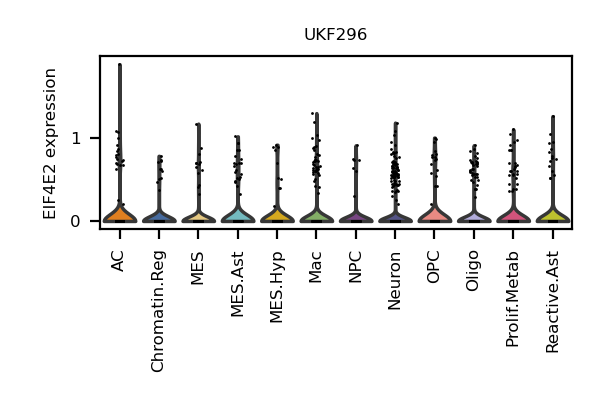 UKF296
EIF4E2 expression
1
0
AC
Chromatin.Reg
MES
MES.Ast
MES.Hyp
Mac
NPC
Neuron
OPC
Oligo
Prolif.Metab
Reactive.Ast